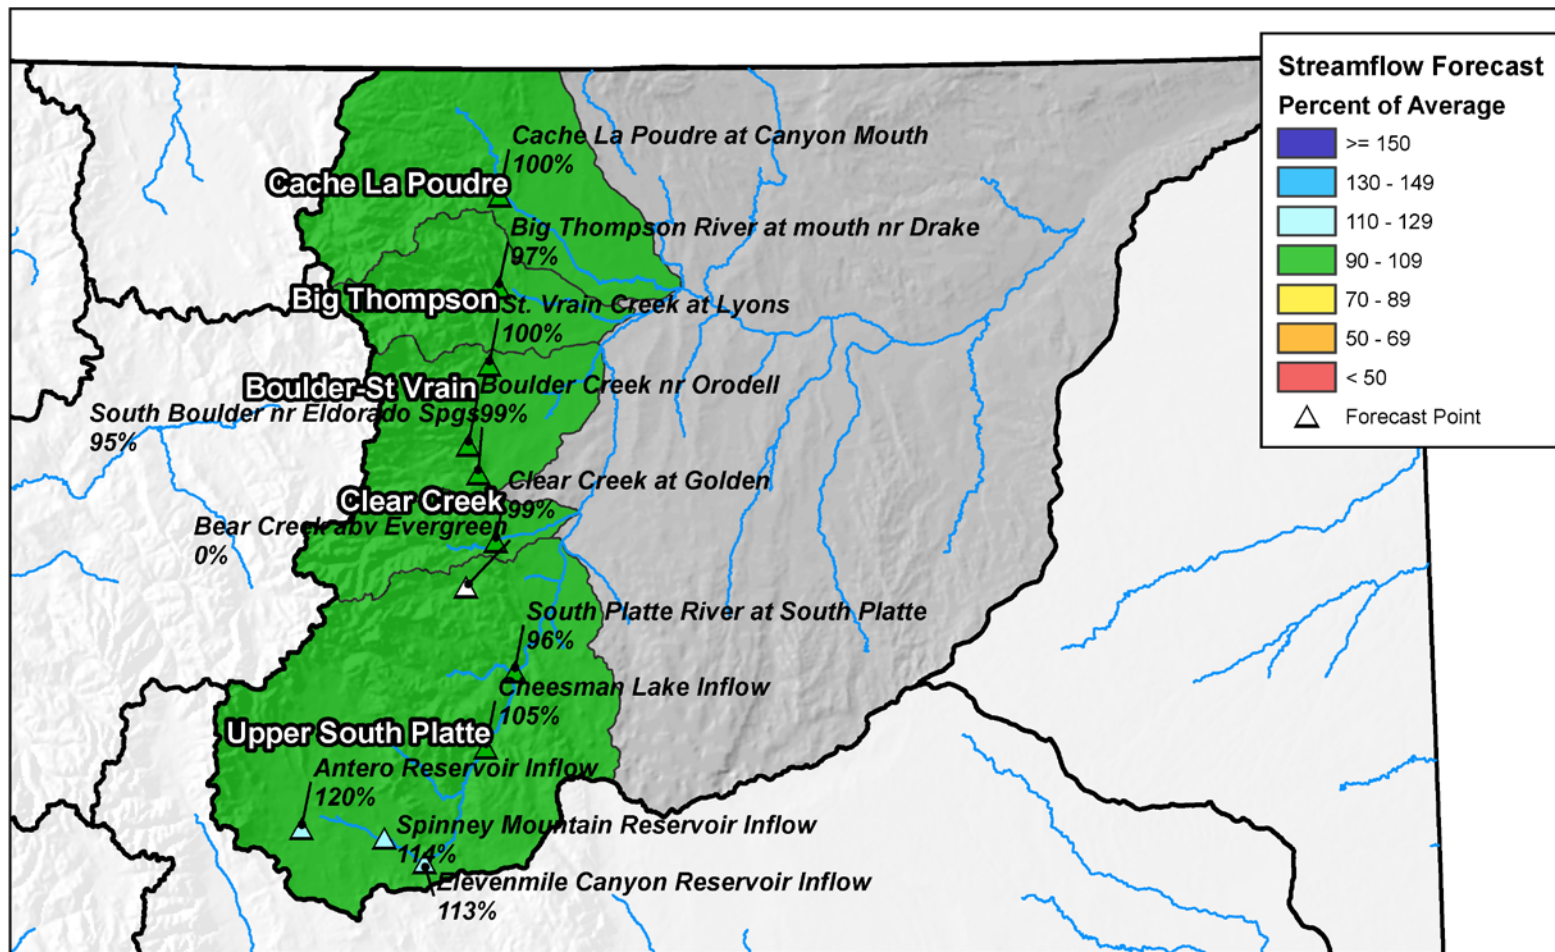 Streamflow Forecast
Percent of Average
>= 150
130 - 149
110 - 129
90 - 109
70 - 89
50 - 69
< 50
Forecast Point
Cache La Poudre at Canyon Mouth
100%
Cache La Poudre
Big Thompson River at mouth nr Drake
97%
Big Thompson
St. Vrain Creek at Lyons
100%
Boulder-St Vrain
Boulder Creek nr Orodell
99%
South Boulder nr Eldorado Spgs
95%
Clear Creek at Golden
99%
Clear Creek
Bear Creek abv Evergreen
0%
South Platte River at South Platte
96%
Cheesman Lake Inflow
105%
Upper South Platte
Antero Reservoir Inflow
120%
Spinney Mountain Reservoir Inflow
114%
Elevenmile Canyon Reservoir Inflow
113%